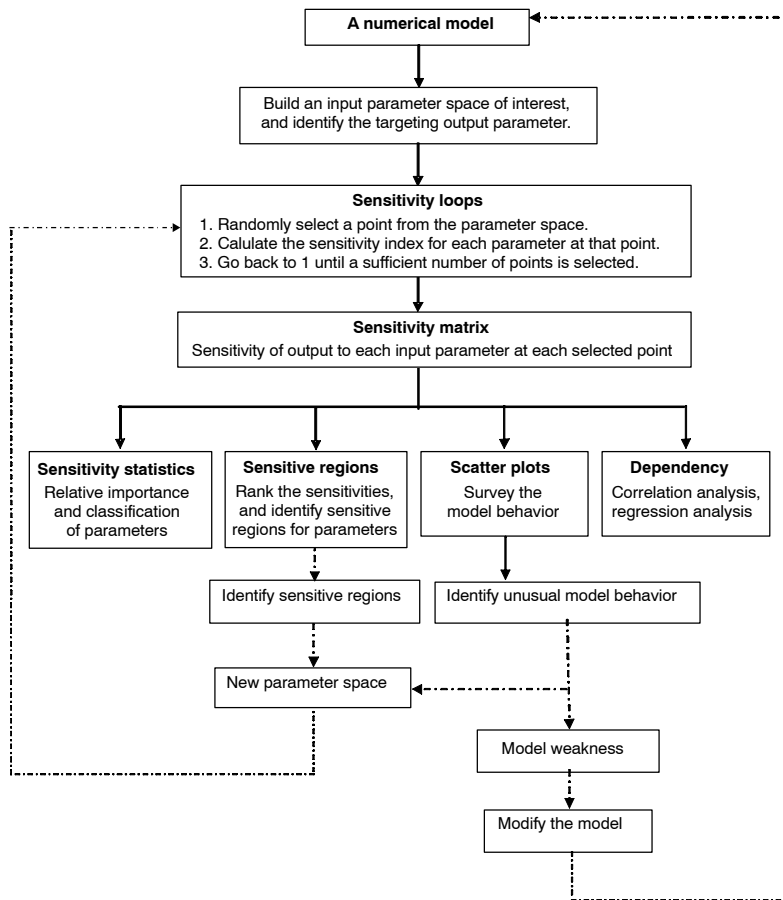 A numerical model
Build an input parameter space of interest,
and identify the targeting output parameter.
Sensitivity loops
1. Randomly select a point from the parameter space.
2. Calulate the sensitivity index for each parameter at that point.
3. Go back to 1 until a sufficient number of points is selected.
Sensitivity matrix
Sensitivity of output to each input parameter at each selected point
Sensitivity statistics
Relative importance
and classification
of parameters
Sensitive regions
Rank the sensitivities,
and identify sensitive
regions for parameters
Scatter plots
Survey the
model behavior
Dependency
Correlation analysis,
regression analysis
Identify sensitive regions
Identify unusual model behavior
New parameter space
Model weakness
Modify the model